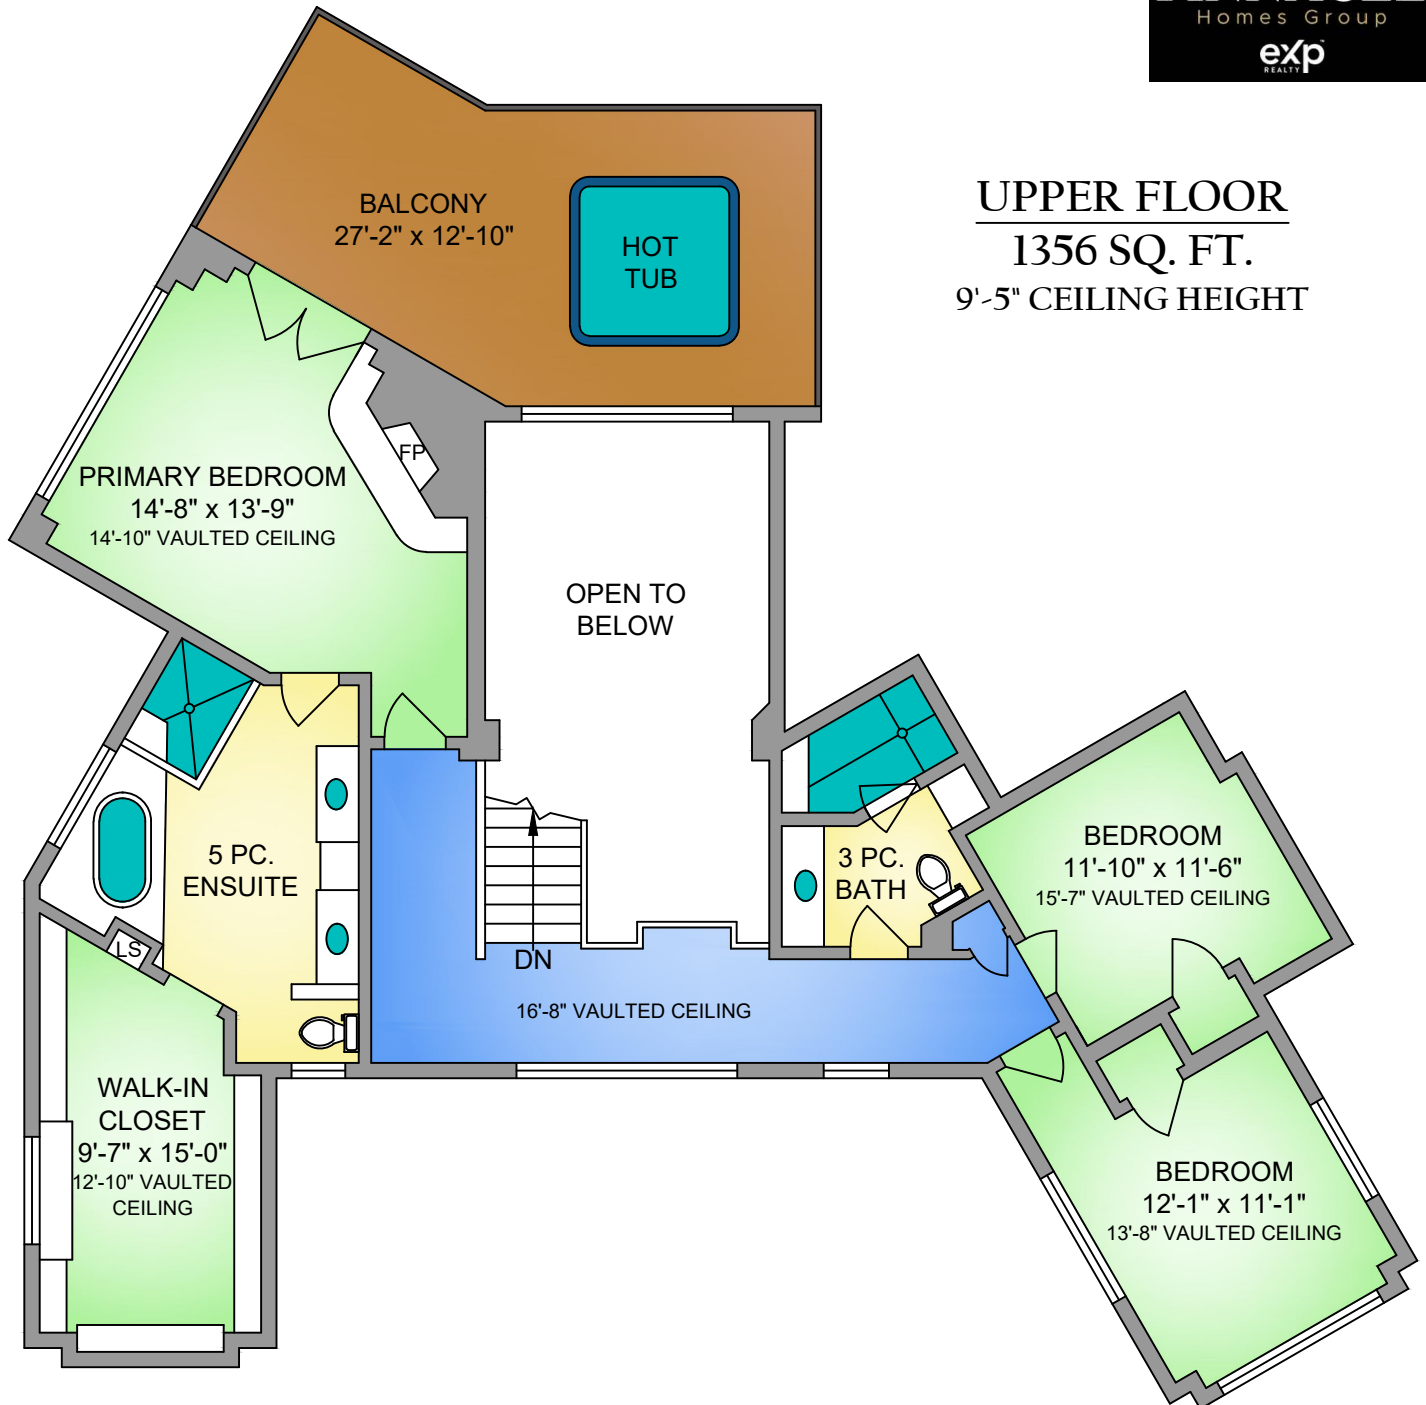 Homes Group
eXp
REALTY
UPPER FLOOR
1356 SQ. FT.
9'-5" CEILING HEIGHT
BALCONY
27'-2" x 12'-10"
HOT
TUB
FP
PRIMARY BEDROOM
14'-8" x 13'-9"
14'-10" VAULTED CEILING
OPEN TO
BELOW
5 PC.
ENSUITE
3 PC.
BATH
BEDROOM
11'-10" x 11'-6"
15'-7" VAULTED CEILING
LS
DN
16'-8" VAULTED CEILING
WALK-IN
CLOSET
9'-7" x 15'-0"
12'-10" VAULTED
CEILING
BEDROOM
12'-1" x 11'-1"
13'-8" VAULTED CEILING